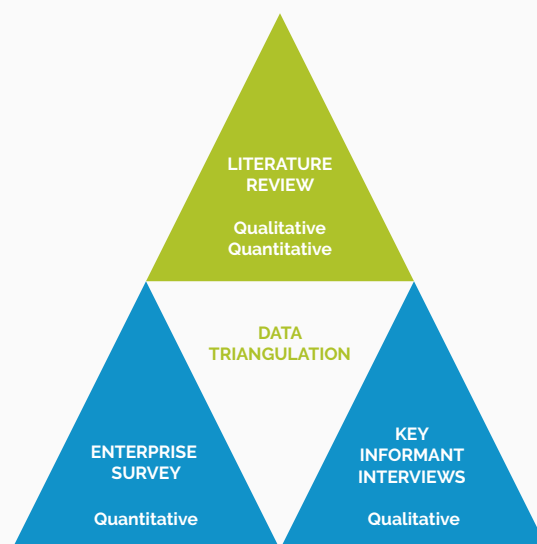 LITERATURE
REVIEW
Qualitative
Quantitative
DATA
TRIANGULATION
ENTERPRISE
SURVEY
Quantitative
KEY
INFORMANT
INTERVIEWS
Qualitative